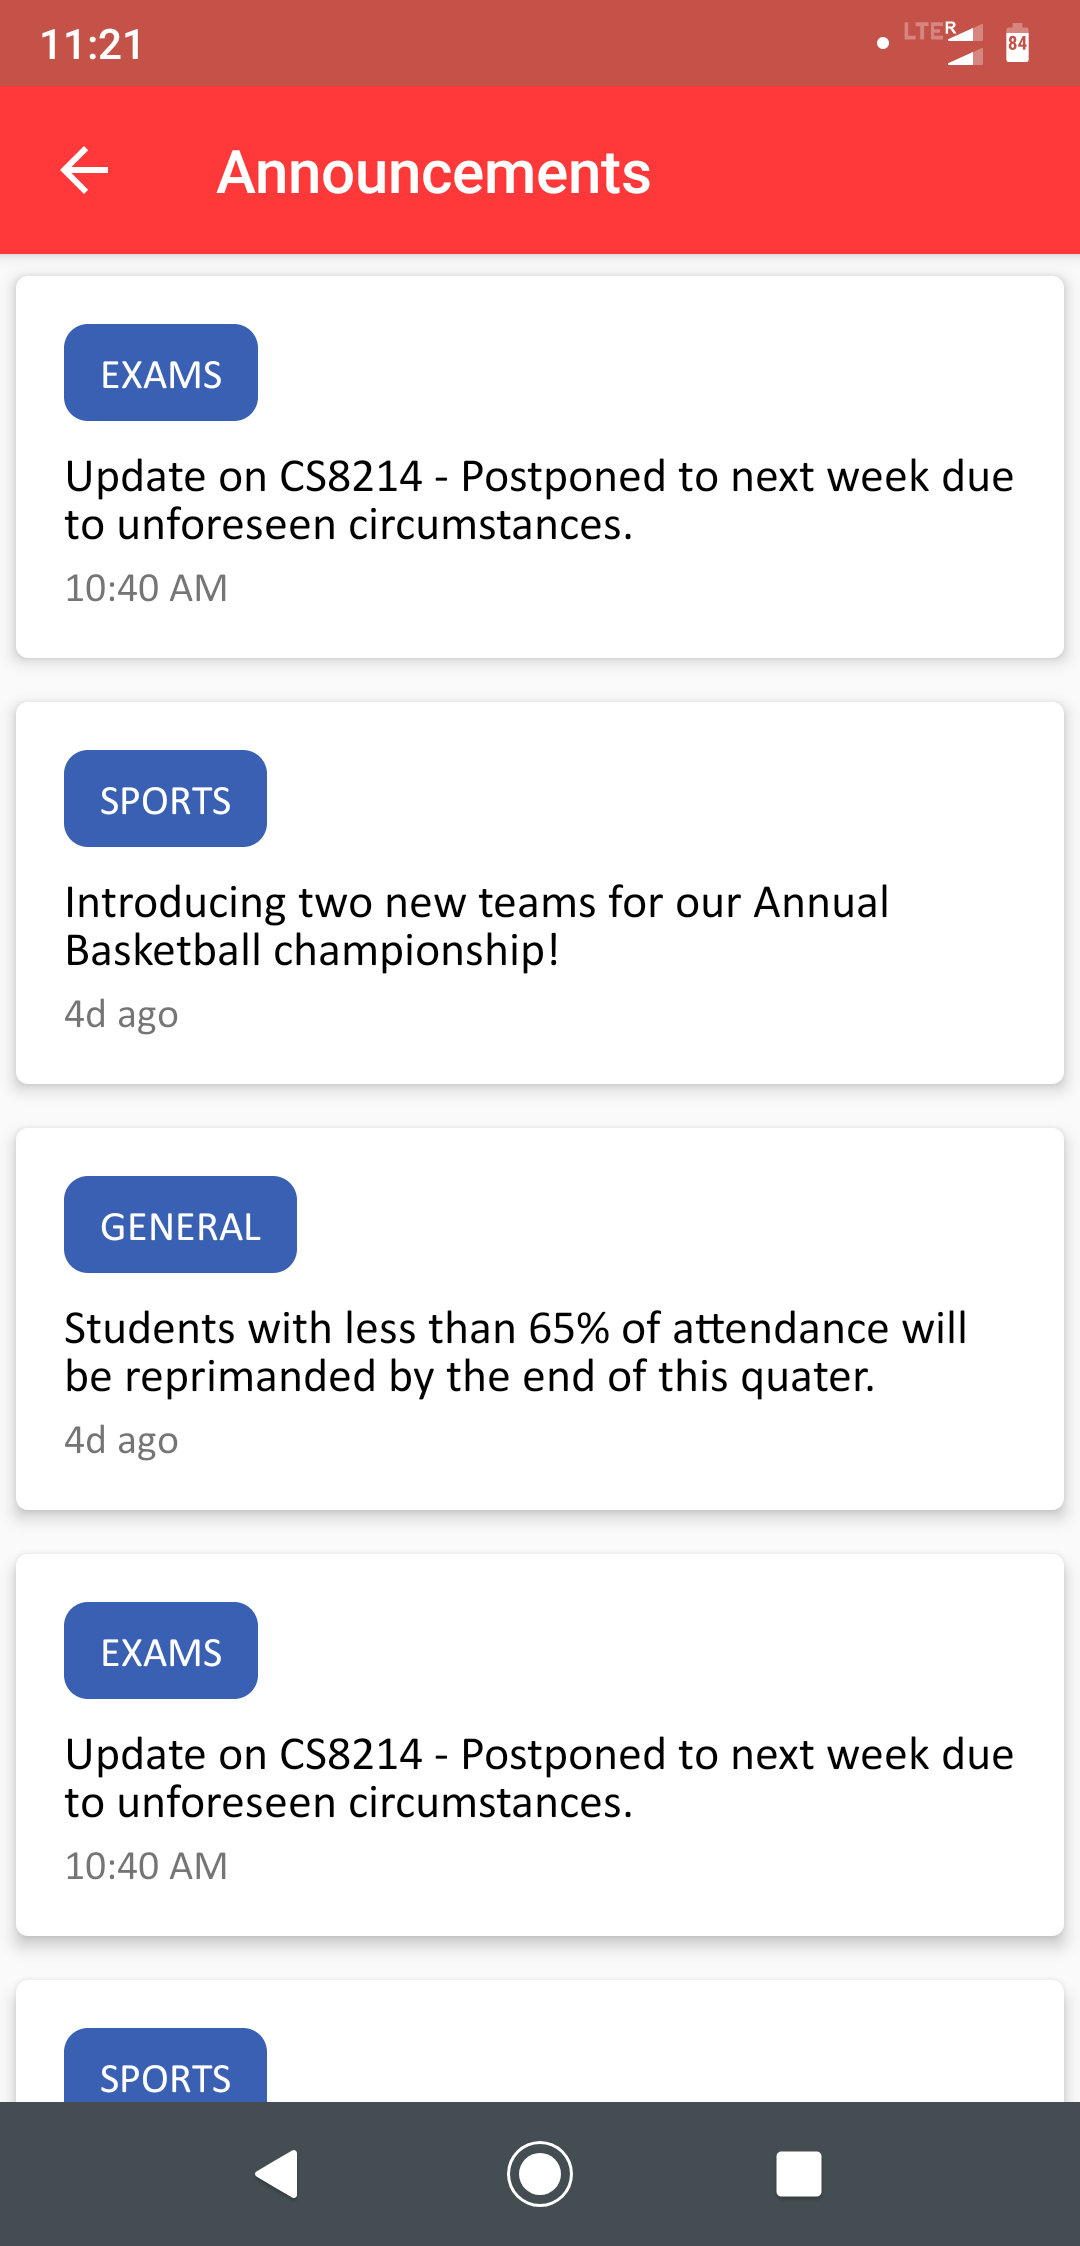 11:21
LTE R
84
Announcements
EXAMS
Update on CS8214 - Postponed to next week due
to unforeseen circumstances.
10:40 AM
SPORTS
Introducing two new teams for our Annual
Basketball championship!
4d ago
GENERAL
Students with less than 65% of attendance will
be reprimanded by the end of this quater.
4d ago
EXAMS
Update on CS8214 - Postponed to next week due
to unforeseen circumstances.
10:40 AM
SPORTS